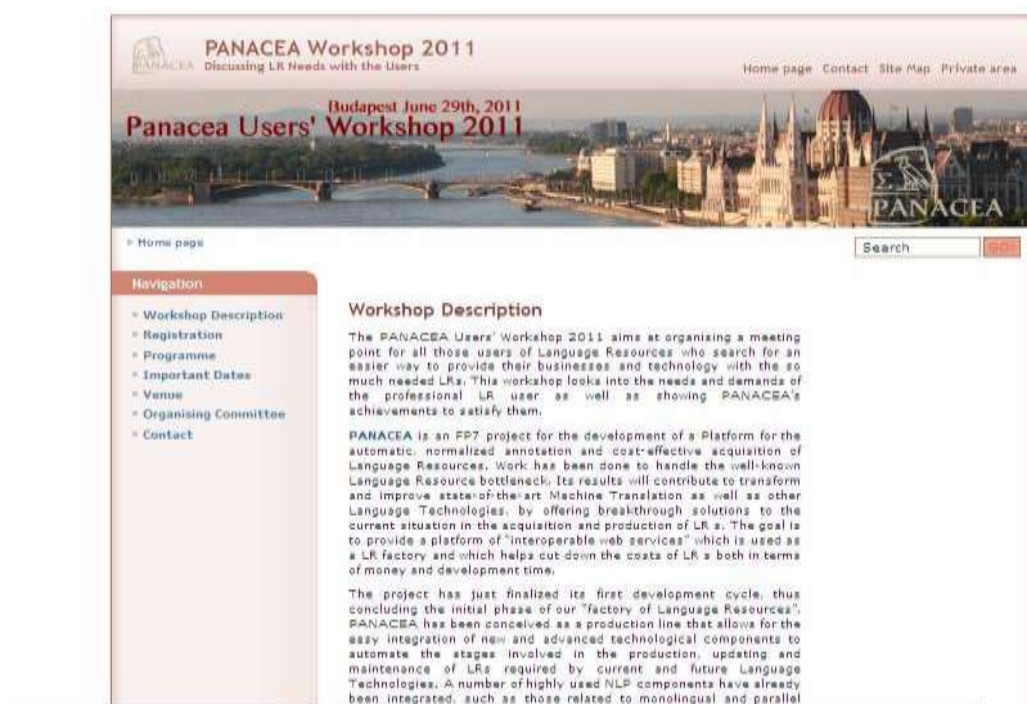 PANACEA Workshop 2011
PANACEA
Discussing LR Needs with the Users
Home page Contact Site Map Private area
Budapest June 29th, 2011
Panacea Users' Workshop 2011
PANACEA
Home page
Search
GO!
Navigation
Workshop Description
Registration
Programme
Important Dates
Venue
Organising Committee
Contact
Workshop Description
The PANACEA Users' Workshop 2011 aims at organising a meeting
point for all those users of Language Resources who search for an
easier way to provide their businesses and technology with the so
much needed LRs. This workshop looks into the needs and demands of
the professional LR user as well as showing PANACEA's
achievements to satisfy them.
PANACEA is an FP7 project for the development of a Platform for the
automatic, normalized annotation and cost-effective acquisition of
Language Resources. Work has been done to handle the well-known
Language Resource bottleneck. Its results will contribute to transform
and improve state-of-the-art Machine Translation as well as other
Language Technologies, by offering breakthrough solutions to the
current situation in the acquisition and production of LR s. The goal is
to provide a platform of "interoperable web services" which is used as
a LR factory and which helps cut down the costs of LR s both in terms
of money and development time.
The project has just finalized its first development cycle, thus
concluding the initial phase of our "factory of Language Resources".
PANACEA has been conceived as a production line that allows for the
easy integration of new and advanced technological components to
automate the stages involved in the production, updating and
maintenance of LRs required by current and future Language
Technologies. A number of highly used NLP components have already
been integrated, such as those related to monolingual and parallel